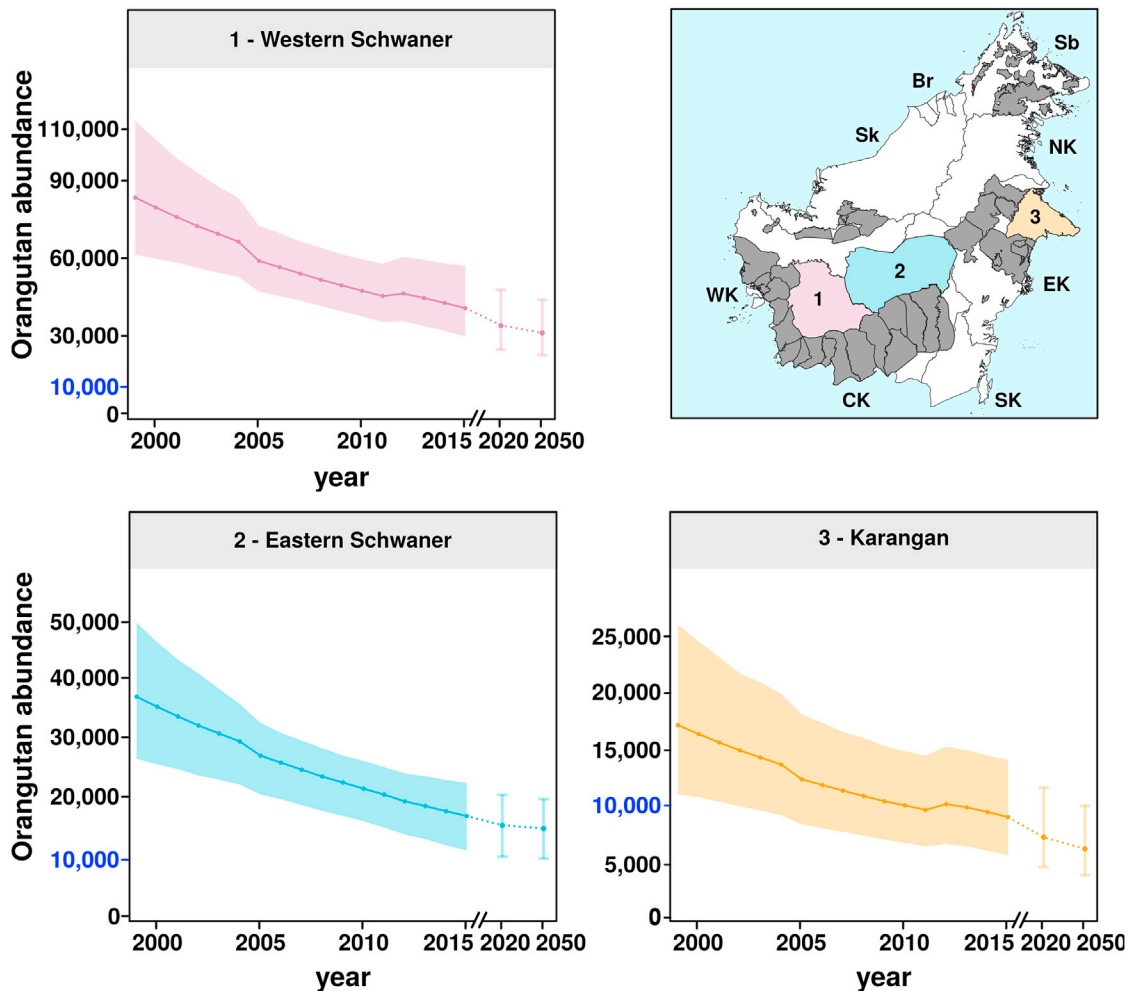 1 - Western Schwaner
Orangutan abundance
110,000
90,000
60,000
30,000
10,000
0
2000 2005 2010 2015 2020 2050
year
Sb
Br
Sk
NK
3
2
EK
WK
1
CK
SK
2 - Eastern Schwaner
Orangutan abundance
50,000
40,000
30,000
20,000
10,000
0
2000 2005 2010 2015 2020 2050
year
3 - Karangan
25,000
20,000
15,000
10,000
5,000
0
2000 2005 2010 2015 2020 2050
year